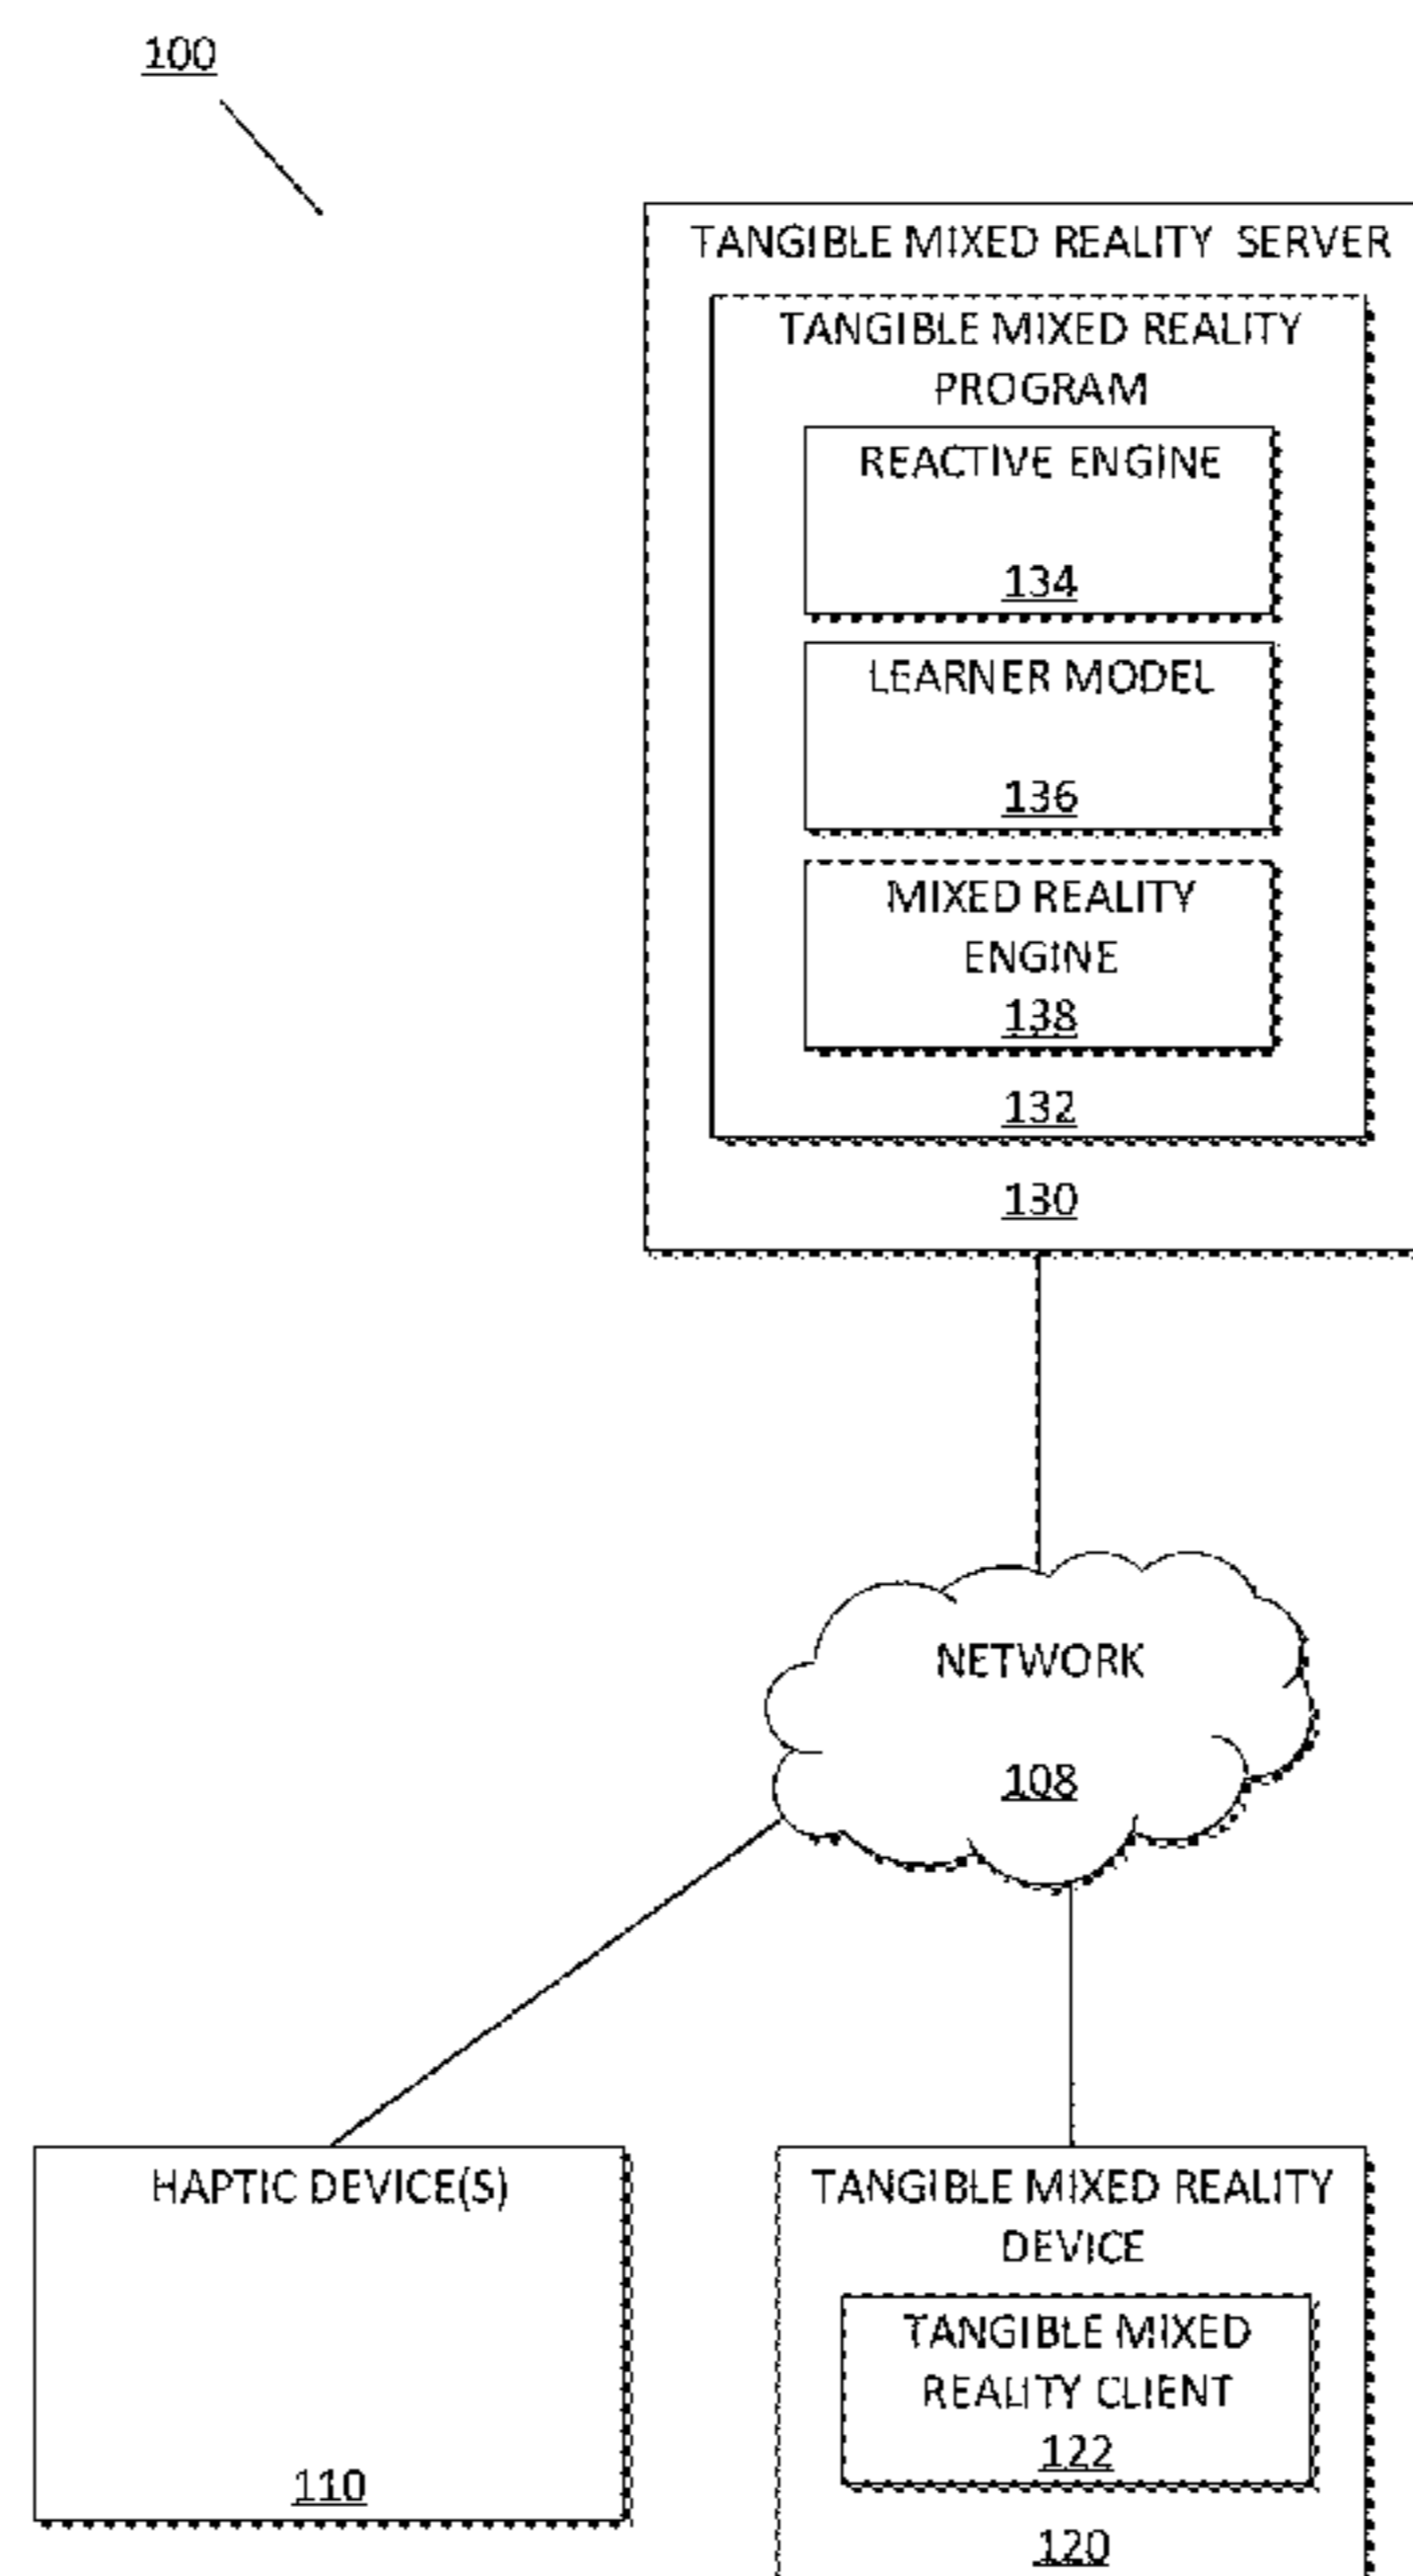 100
TANGIBLE MIXED REALITY SERVER
TANGIBLE MIXED REALITY
PROGRAM
REACTIVE ENGINE
134
LEARNER MODEL
136
MIXED REALITY
ENGINE
138
132
130
NETWORK
108
HAPTIC DEVICE(S)
110
TANGIBLE MIXED REALITY
DEVICE
TANGIBLE MIXED
REALITY CLIENT
122
120